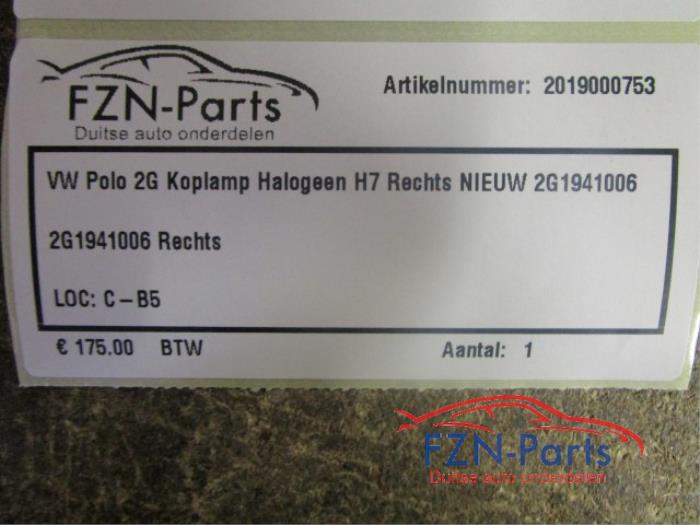 FZN-Parts
Duitse auto onderdelen
Artikelnummer: 2019000753
VW Polo 2G Koplamp Halogeen H7 Rechts NIEUW 2G1941006
2G1941006 Rechts
LOC: C-B5
€ 175.00 BTW
Aantal: 1
FZN-Parts
Duitse auto onderdelen